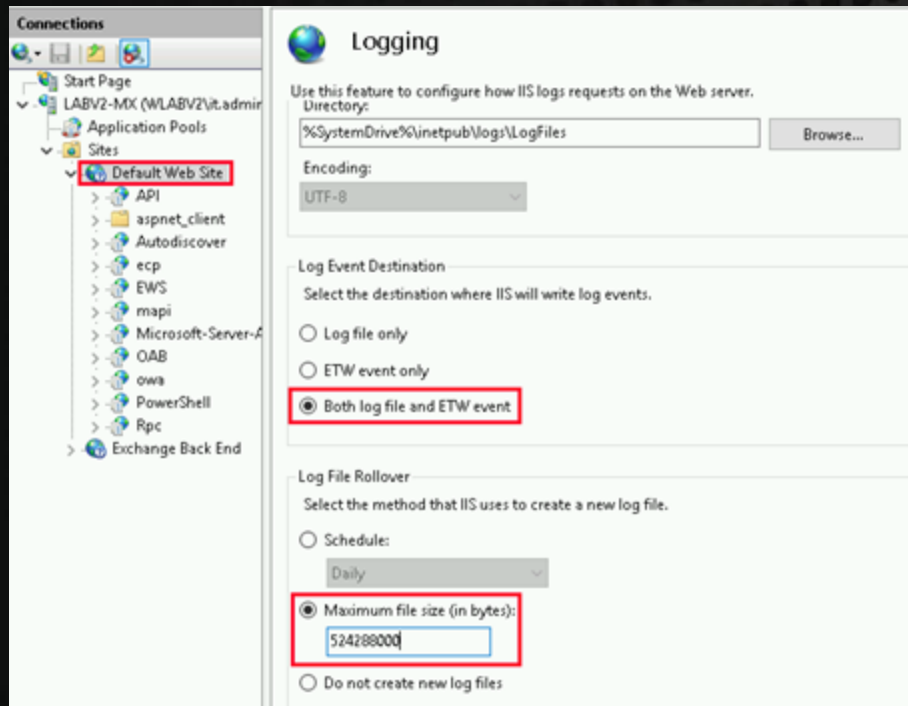 Connections
Start Page
LABV2-MX (WLABV2\it.admir
Application Pools
Sites
Default Web Site
API
aspnet_client
Autodiscover
ecp
EWS
mapi
Microsoft-Server-A
OAB
owa
PowerShell
Rpc
Exchange Back End
Logging
Use this feature to configure how IIS logs requests on the Web server.
Directory:
%SystemDrive%\inetpub\logs\LogFiles
Browse...
Encoding:
UTF-8
Log Event Destination
Select the destination where IIS will write log events.
Log file only
ETW event only
Both log file and ETW event
Log File Rollover
Select the method that IIS uses to create a new log file.
Schedule:
Daily
Maximum file size (in bytes):
524288000
Do not create new log files